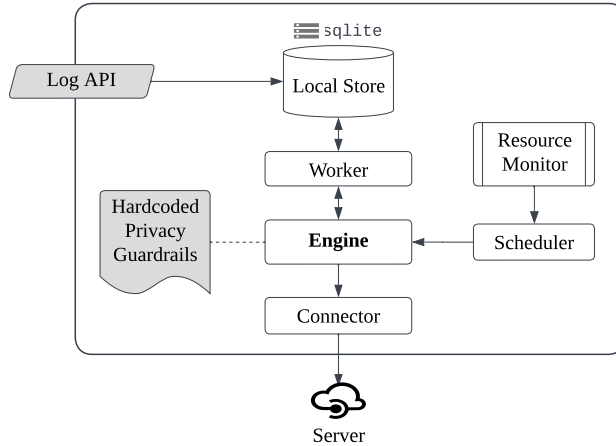 sqlite
Log API
Local Store
Resource
Monitor
Worker
Hardcoded
Privacy
Guardrails
Engine
Scheduler
Connector
Server